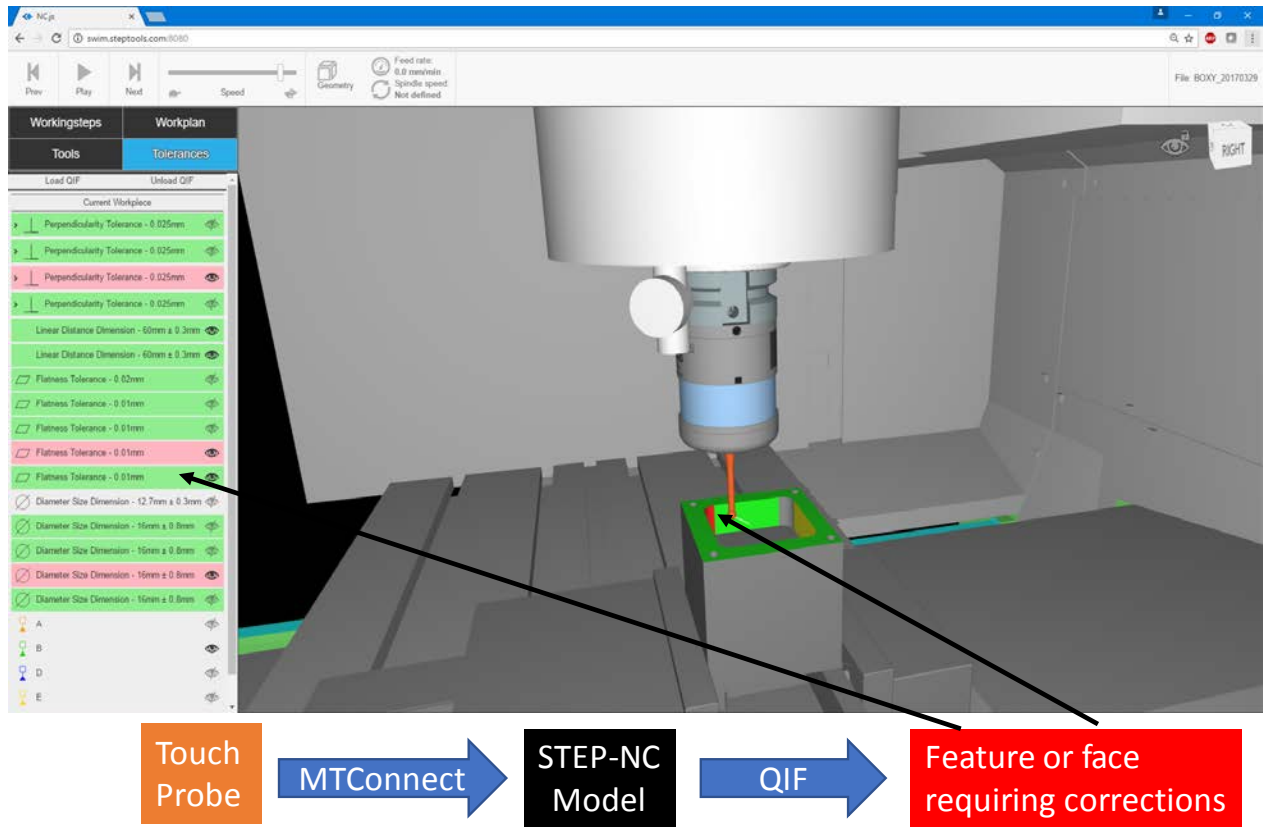 NC.js
swim.steptools.com:8080
Prev
Play
Next
Speed
Geometry
Feed rate:
0.0 mm/min
Spindle speed:
Not defined
File: BOXY_20170329
Workingsteps
Workplan
Tools
Tolerances
Load QIF
Unload QIF
Current Workpiece
Perpendicularity Tolerance - 0.025mm
Perpendicularity Tolerance - 0.025mm
Perpendicularity Tolerance - 0.025mm
Perpendicularity Tolerance - 0.025mm
Linear Distance Dimension - 60mm ± 0.3mm
Linear Distance Dimension - 60mm ± 0.3mm
Flatness Tolerance - 0.02mm
Flatness Tolerance - 0.01mm
Flatness Tolerance - 0.01mm
Flatness Tolerance - 0.01mm
Flatness Tolerance - 0.01mm
Diameter Size Dimension - 12.7mm ± 0.3mm
Diameter Size Dimension - 16mm ± 0.8mm
Diameter Size Dimension - 16mm ± 0.8mm
Diameter Size Dimension - 16mm ± 0.8mm
Diameter Size Dimension - 16mm ± 0.8mm
A
B
D
E
RIGHT
Touch
Probe
MTConnect
STEP-NC
Model
QIF
Feature or face
requiring corrections